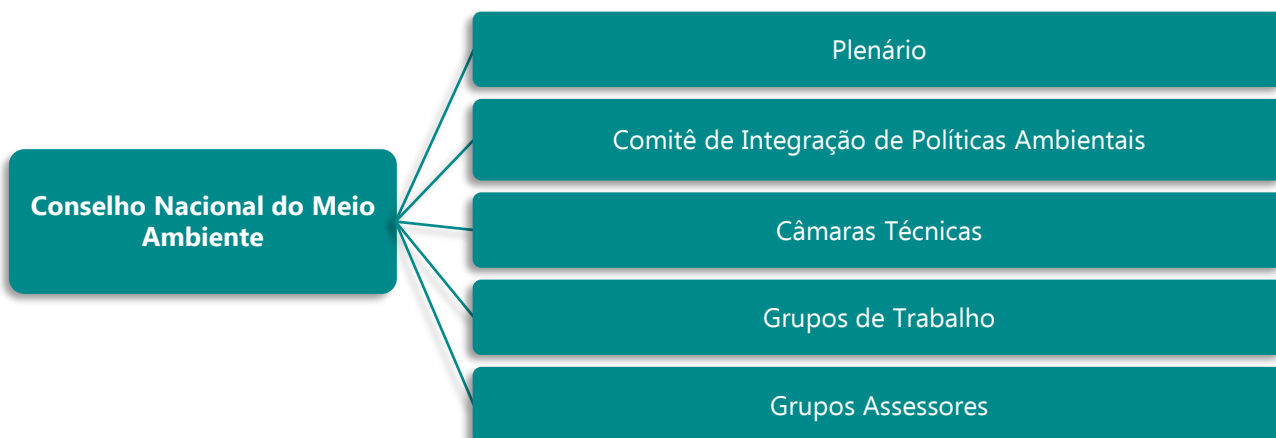 Conselho Nacional do Meio
Ambiente
Plenário
Comitê de Integração de Políticas Ambientais
Câmaras Técnicas
Grupos de Trabalho
Grupos Assessores